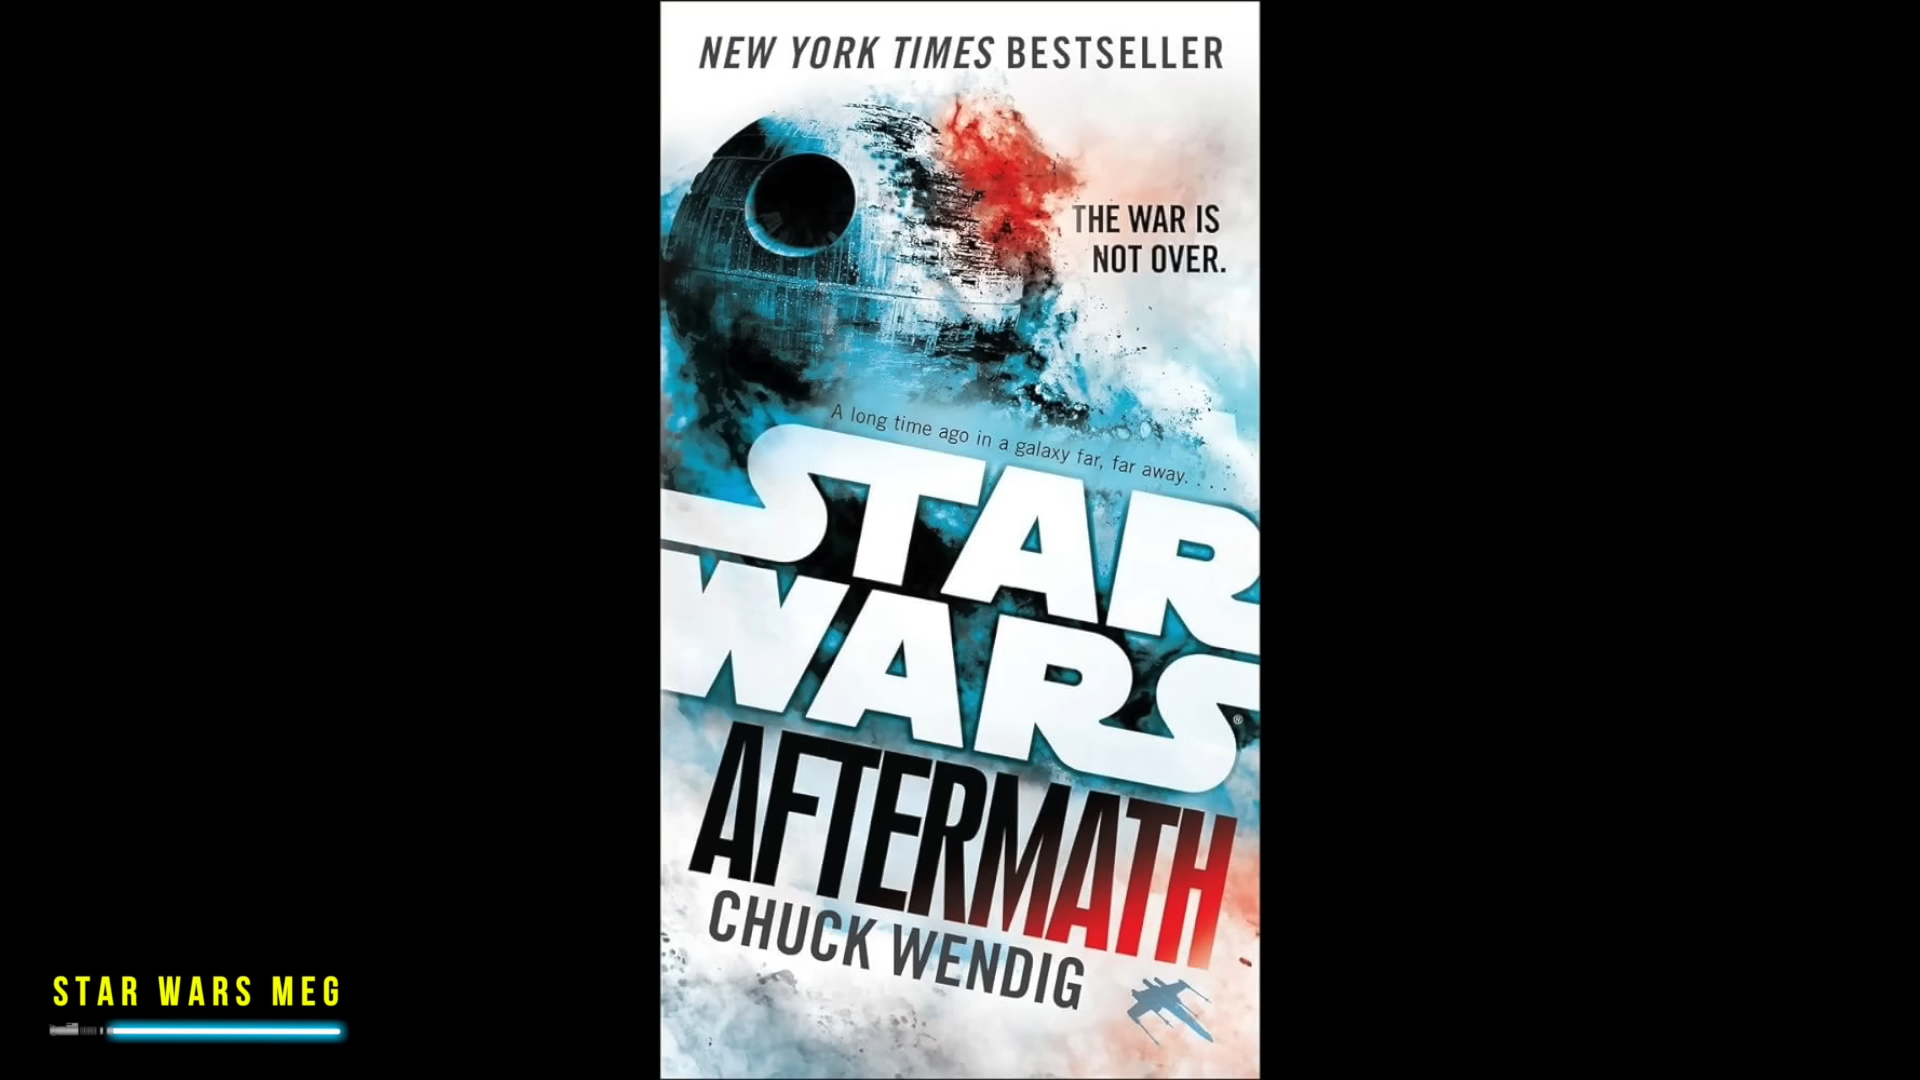 NEW YORK TIMES BESTSELLER
THE WAR IS
NOT OVER.
A long time ago in a galaxy far, far away. . . .
STAR
WARS®
AFTERMATH
CHUCK WENDIG
STAR WARS MEG